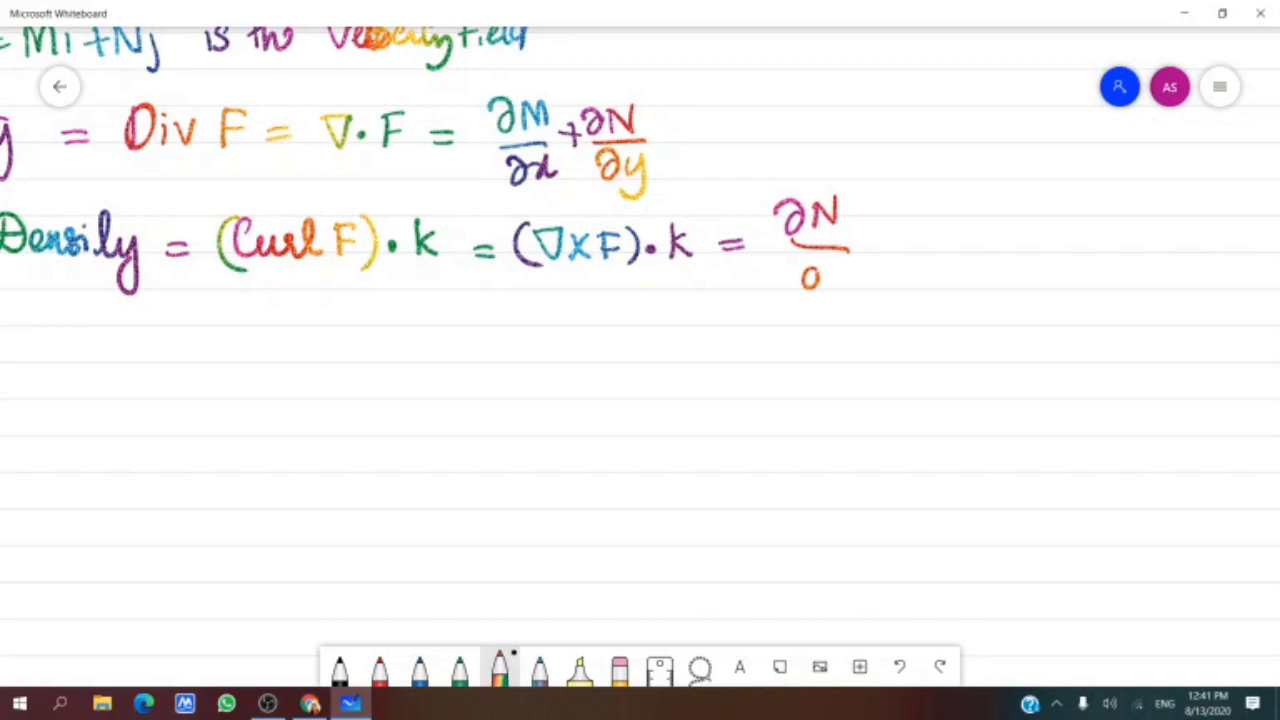 Microsoft Whiteboard
= Mi + Nj is the Velocity Field
AS
y = Div F = ∇ · F = ∂M/∂x + ∂N/∂y
Density = (Curl F) · k = (∇ × F) · k = ∂N/
A
ENG
12:41 PM
8/13/2020